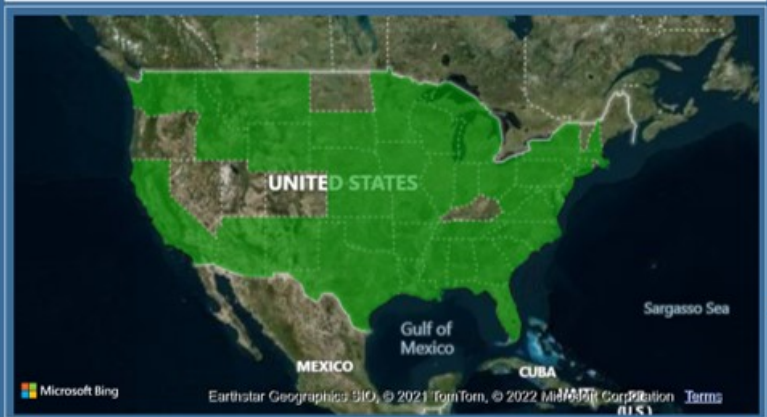 UNITED STATES
Sargasso Sea
Gulf of
Mexico
MEXICO
CUBA
Microsoft Bing
Earthstar Geographics SIO, © 2021 TomTom, © 2022 Microsoft Corporation Terms
HAITI
(U.S.)